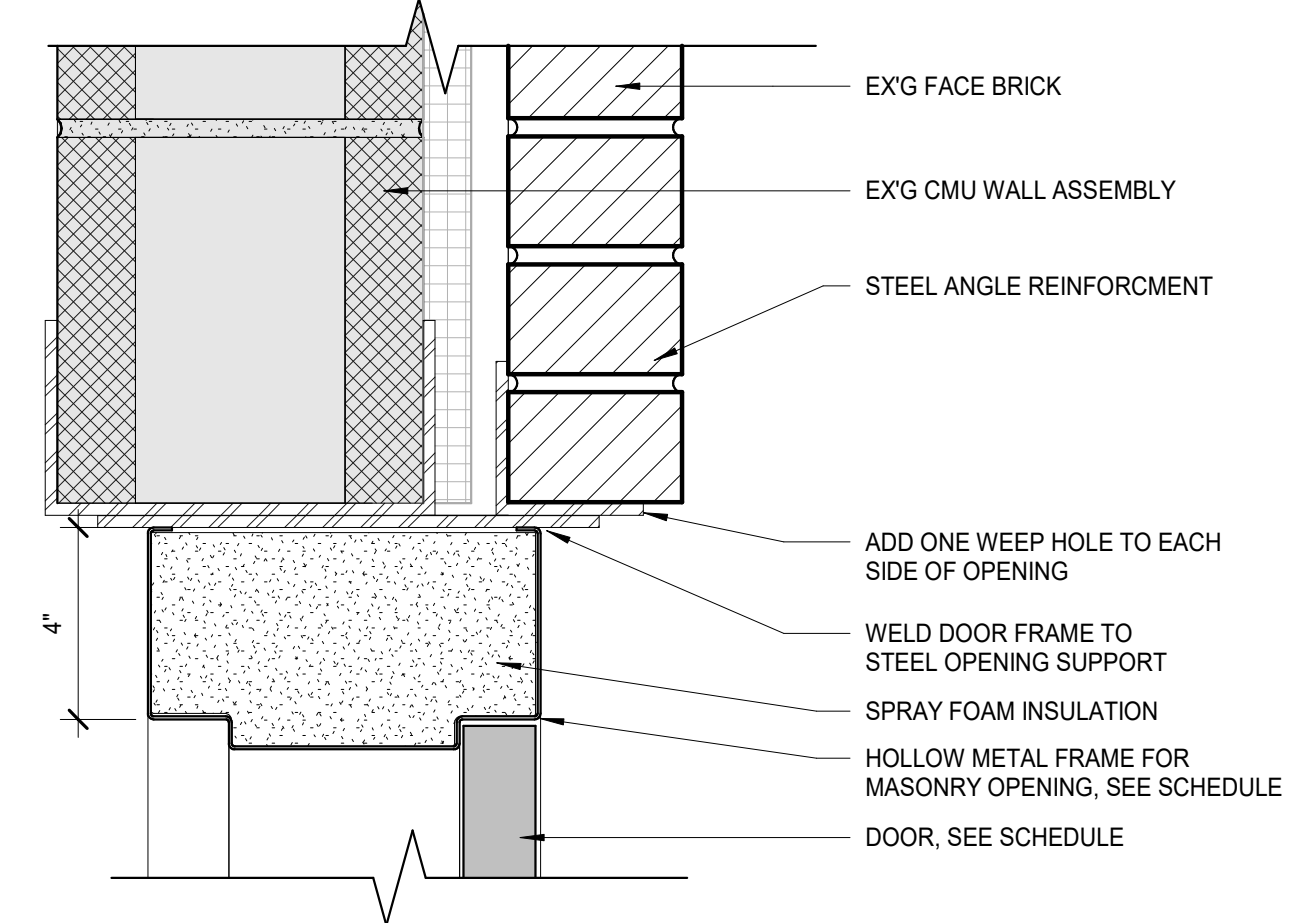 EX'G FACE BRICK
EX'G CMU WALL ASSEMBLY
STEEL ANGLE REINFORCMENT
ADD ONE WEEP HOLE TO EACH
SIDE OF OPENING
4"
WELD DOOR FRAME TO
STEEL OPENING SUPPORT
SPRAY FOAM INSULATION
HOLLOW METAL FRAME FOR
MASONRY OPENING, SEE SCHEDULE
DOOR, SEE SCHEDULE